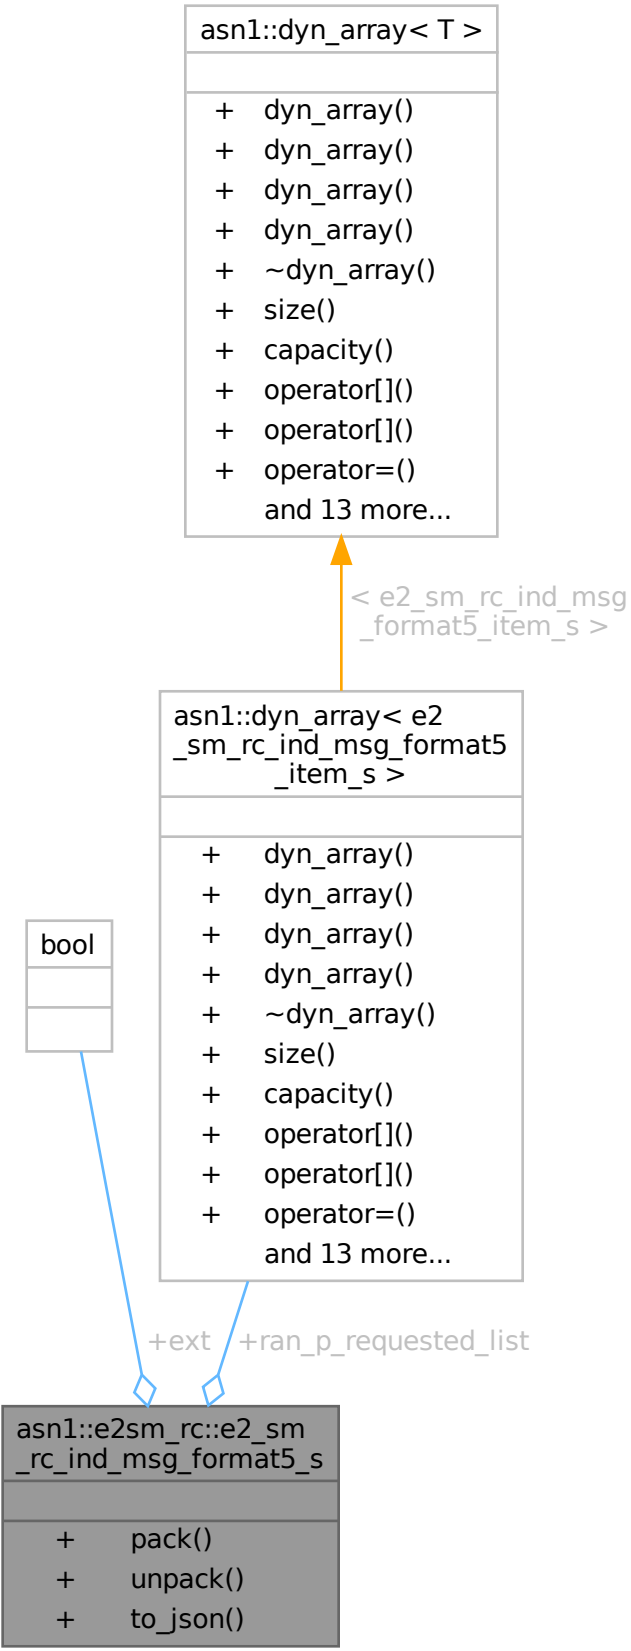 asn1::dyn_array< T >
+ dyn_array()
+ dyn_array()
+ dyn_array()
+ dyn_array()
+ ~dyn_array()
+ size()
+ capacity()
+ operator[]()
+ operator[]()
+ operator=()
and 13 more...
< e2_sm_rc_ind_msg
_format5_item_s >
asn1::dyn_array< e2
_sm_rc_ind_msg_format5
_item_s >
+ dyn_array()
+ dyn_array()
+ dyn_array()
+ dyn_array()
+ ~dyn_array()
+ size()
+ capacity()
+ operator[]()
+ operator[]()
+ operator=()
and 13 more...
bool
+ext
+ran_p_requested_list
asn1::e2sm_rc::e2_sm
_rc_ind_msg_format5_s
+ pack()
+ unpack()
+ to_json()